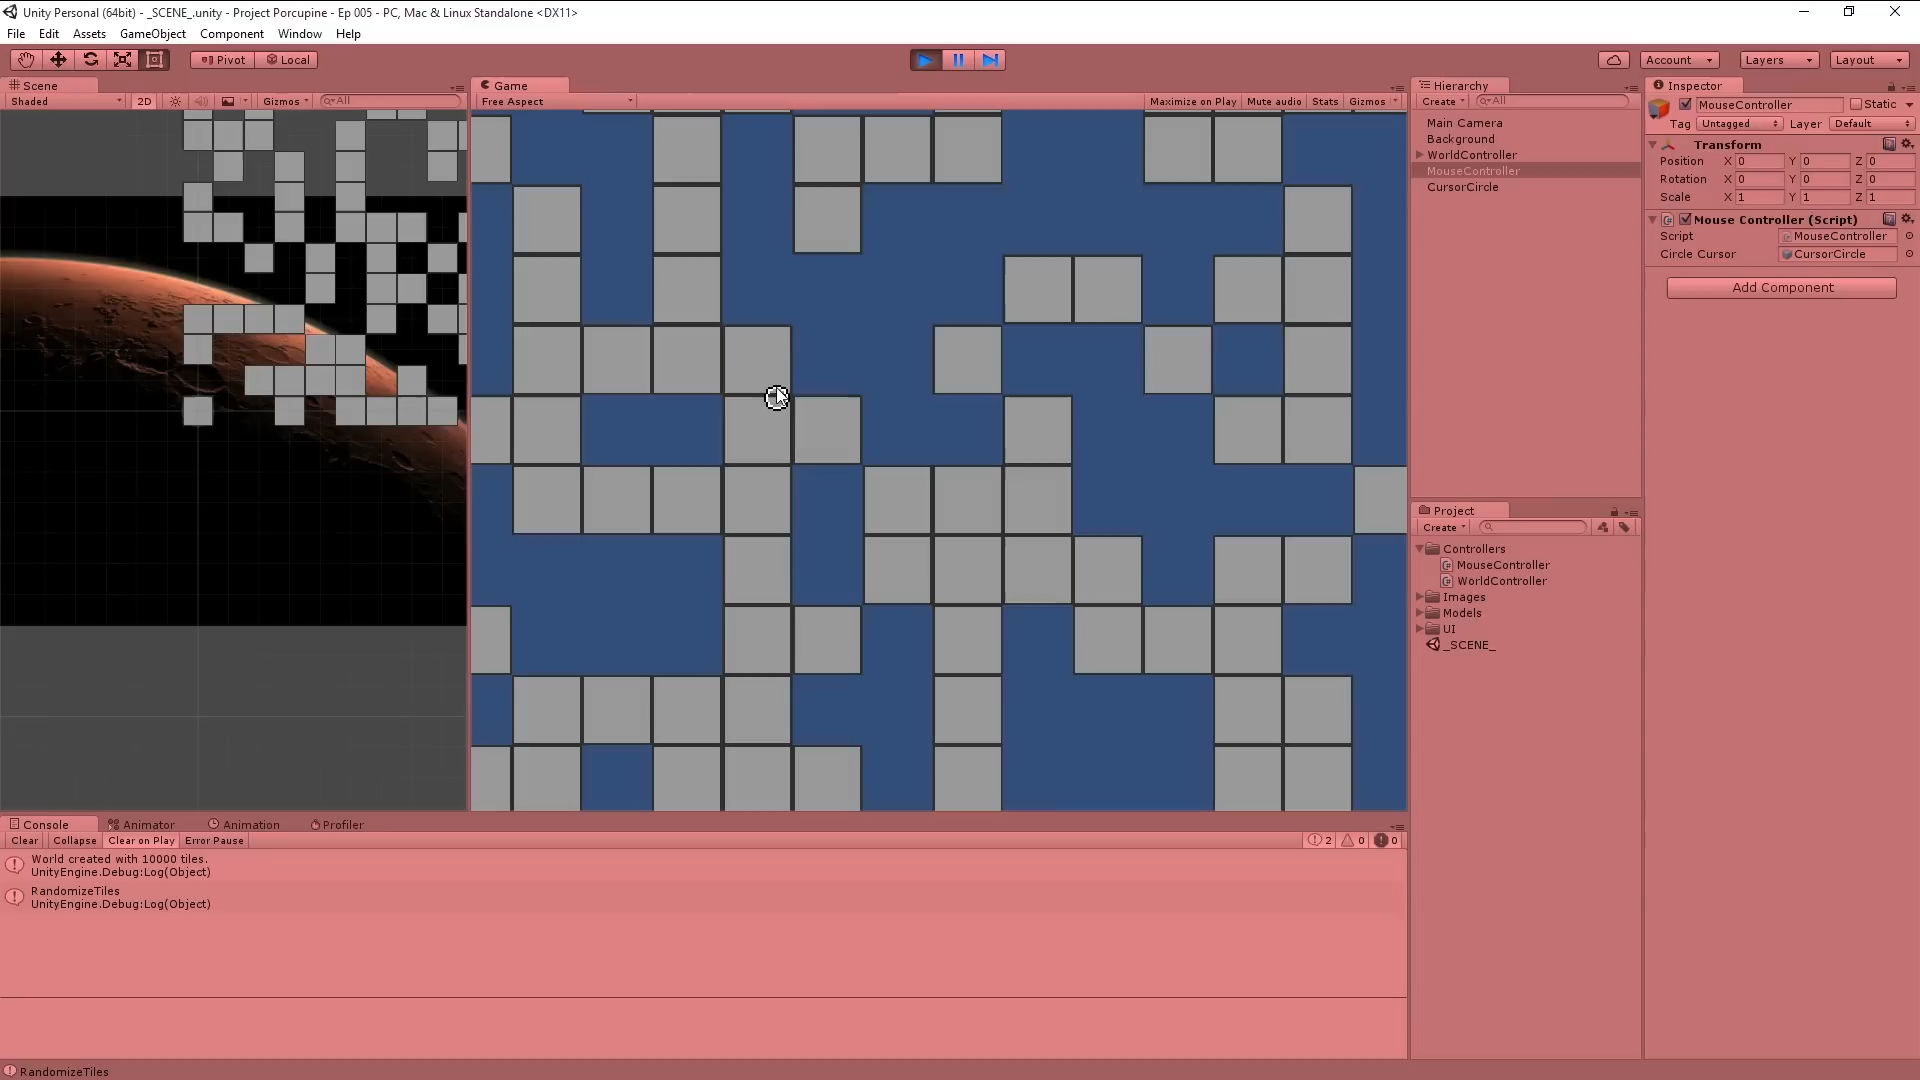 Unity Personal (64bit) - _SCENE_.unity - Project Porcupine - Ep 005 - PC, Mac & Linux Standalone <DX11>
File Edit Assets GameObject Component Window Help
Pivot Local Account Layers Layout
Scene
Shaded 2D Gizmos All
Game
Free Aspect Maximize on Play Mute audio Stats Gizmos
Hierarchy
Create All
Main Camera
Background
WorldController
MouseController
CursorCircle
Inspector
MouseController Static
Tag Untagged Layer Default
Transform
Position X 0 Y 0 Z 0
Rotation X 0 Y 0 Z 0
Scale X 1 Y 1 Z 1
Mouse Controller (Script)
Script MouseController
Circle Cursor CursorCircle
Add Component
Project
Create
Controllers
MouseController
WorldController
Images
Models
UI
_SCENE_
Console Animator Animation Profiler
Clear Collapse Clear on Play Error Pause 2 0 0
World created with 10000 tiles.
UnityEngine.Debug:Log(Object)
RandomizeTiles
UnityEngine.Debug:Log(Object)
RandomizeTiles